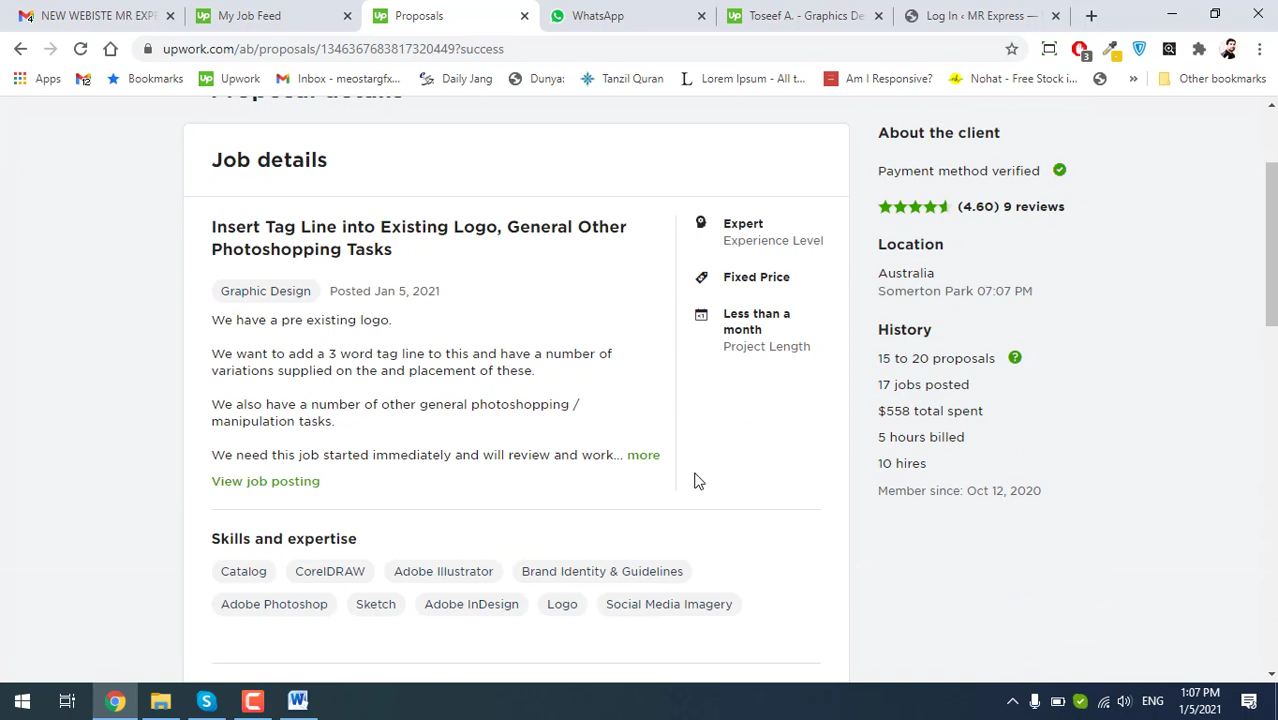 NEW WEBISTE MR EXPE
My Job Feed
Proposals
WhatsApp
Toseef A. - Graphics De
Log In ‹ MR Express —
upwork.com/ab/proposals/1346367683817320449?success
Apps
Bookmarks
Upwork
Inbox - meostargfx...
Daily Jang
Dunya:
Tanzil Quran
Lorem Ipsum - All t...
Am I Responsive?
Nohat - Free Stock i...
Other bookmarks
Proposal details
Job details
Insert Tag Line into Existing Logo, General Other
Photoshopping Tasks
Graphic Design
Posted Jan 5, 2021
We have a pre existing logo.
We want to add a 3 word tag line to this and have a number of
variations supplied on the and placement of these.
We also have a number of other general photoshopping /
manipulation tasks.
We need this job started immediately and will review and work... more
View job posting
Expert
Experience Level
Fixed Price
Less than a
month
Project Length
Skills and expertise
Catalog
CorelDRAW
Adobe Illustrator
Brand Identity & Guidelines
Adobe Photoshop
Sketch
Adobe InDesign
Logo
Social Media Imagery
About the client
Payment method verified
(4.60) 9 reviews
Location
Australia
Somerton Park 07:07 PM
History
15 to 20 proposals
17 jobs posted
$558 total spent
5 hours billed
10 hires
Member since: Oct 12, 2020
ENG
1:07 PM
1/5/2021